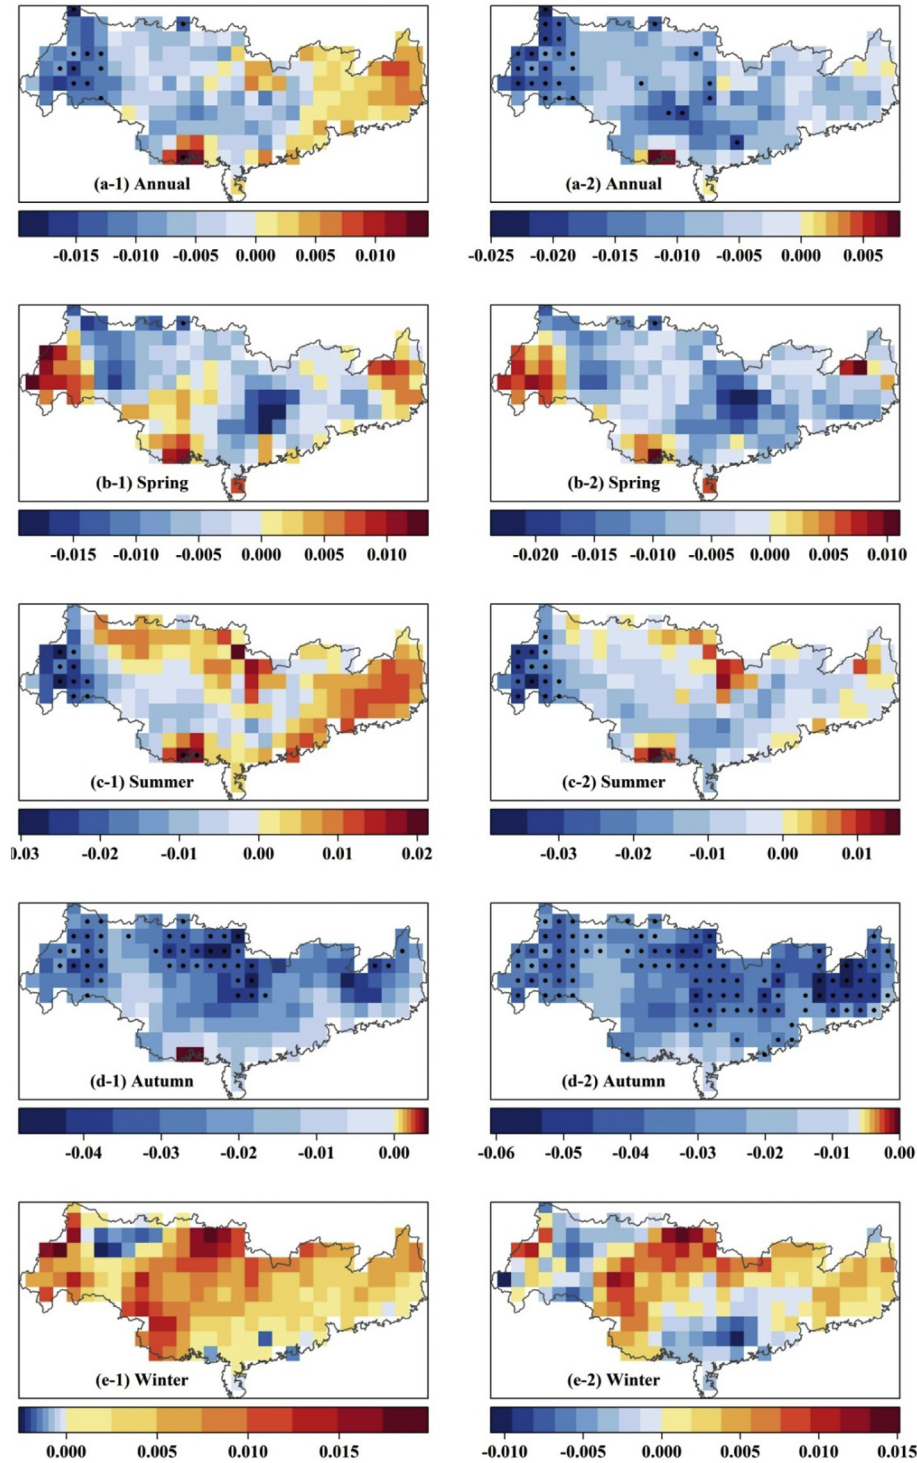 (a-1) Annual
(a-2) Annual
-0.015 -0.010 -0.005 0.000 0.005 0.010
-0.025 -0.020 -0.015 -0.010 -0.005 0.000 0.005
(b-1) Spring
(b-2) Spring
-0.015 -0.010 -0.005 0.000 0.005 0.010
-0.020 -0.015 -0.010 -0.005 0.000 0.005 0.010
(c-1) Summer
(c-2) Summer
0.03 -0.02 -0.01 0.00 0.01 0.02
-0.03 -0.02 -0.01 0.00 0.01
(d-1) Autumn
(d-2) Autumn
-0.04 -0.03 -0.02 -0.01 0.00
-0.06 -0.05 -0.04 -0.03 -0.02 -0.01 0.00
(e-1) Winter
(e-2) Winter
0.000 0.005 0.010 0.015
-0.010 -0.005 0.000 0.005 0.010 0.015